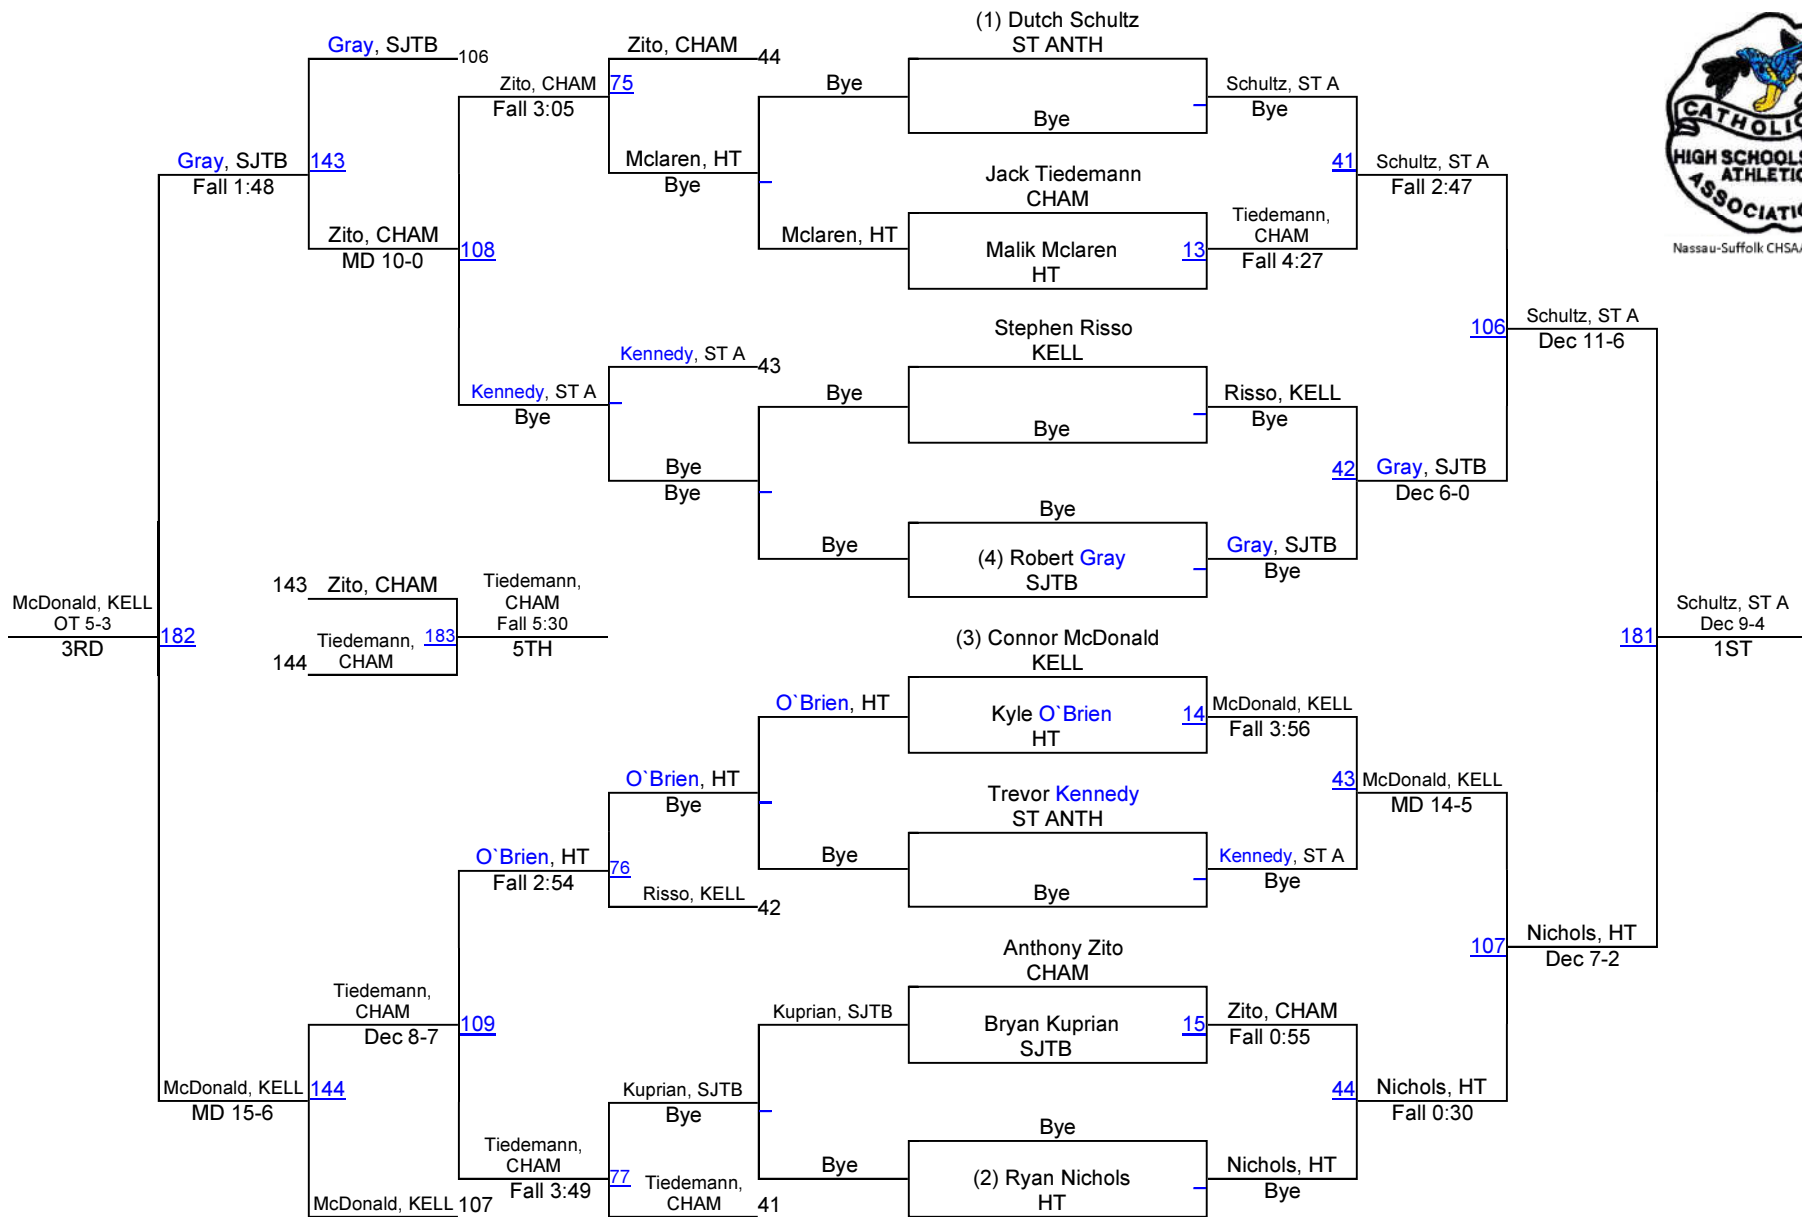 (1) Dutch Schultz
ST ANTH
Gray, SJTB
106
Zito, CHAM
44
Zito, CHAM
75
Fall 3:05
Bye
Bye
Schultz, ST A
Bye
Gray, SJTB
143
Fall 1:48
Mclaren, HT
Bye
Jack Tiedemann
CHAM
41
Schultz, ST A
Fall 2:47
Zito, CHAM
108
MD 10-0
Mclaren, HT
Malik Mclaren
HT
13
Tiedemann,
CHAM
Fall 4:27
CATHOLIC
HIGH SCHOOLS
ATHLETIC
ASSOCIATION
Nassau-Suffolk CHSAA
Stephen Risso
KELL
106
Schultz, ST A
Dec 11-6
Kennedy, ST A
43
Kennedy, ST A
Bye
Bye
Bye
Risso, KELL
Bye
Bye
Bye
42
Gray, SJTB
Dec 6-0
Bye
Bye
(4) Robert Gray
SJTB
Gray, SJTB
Bye
143
Zito, CHAM
Tiedemann,
CHAM
Fall 5:30
5TH
McDonald, KELL
OT 5-3
3RD
182
144
Tiedemann,
CHAM
183
(3) Connor McDonald
KELL
181
Schultz, ST A
Dec 9-4
1ST
O`Brien, HT
Kyle O`Brien
HT
14
McDonald, KELL
Fall 3:56
O`Brien, HT
Bye
Trevor Kennedy
ST ANTH
43
McDonald, KELL
MD 14-5
O`Brien, HT
Fall 2:54
76
Bye
Bye
Kennedy, ST A
Bye
Risso, KELL
42
Anthony Zito
CHAM
107
Nichols, HT
Dec 7-2
Tiedemann,
CHAM
Dec 8-7
109
Kuprian, SJTB
Bryan Kuprian
SJTB
15
Zito, CHAM
Fall 0:55
McDonald, KELL
MD 15-6
144
Kuprian, SJTB
Bye
44
Nichols, HT
Fall 0:30
Bye
Tiedemann,
CHAM
Fall 3:49
77
Bye
(2) Ryan Nichols
HT
Nichols, HT
Bye
McDonald, KELL
107
Tiedemann,
CHAM
41